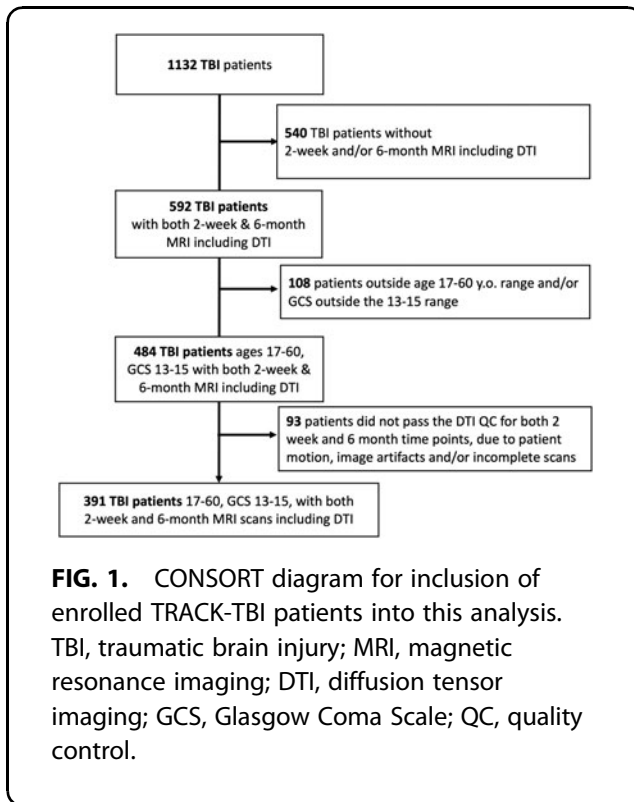 1132 TBI patients
540 TBI patients without
2-week and/or 6-month MRI including DTI
592 TBI patients
with both 2-week & 6-month
MRI including DTI
108 patients outside age 17-60 y.o. range and/or
GCS outside the 13-15 range
484 TBI patients ages 17-60,
GCS 13-15 with both 2-week &
6-month MRI including DTI
93 patients did not pass the DTI QC for both 2
week and 6 month time points, due to patient
motion, image artifacts and/or incomplete scans
391 TBI patients 17-60, GCS 13-15, with both
2-week and 6-month MRI scans including DTI
FIG. 1. CONSORT diagram for inclusion of
enrolled TRACK-TBI patients into this analysis.
TBI, traumatic brain injury; MRI, magnetic
resonance imaging; DTI, diffusion tensor
imaging; GCS, Glasgow Coma Scale; QC, quality
control.